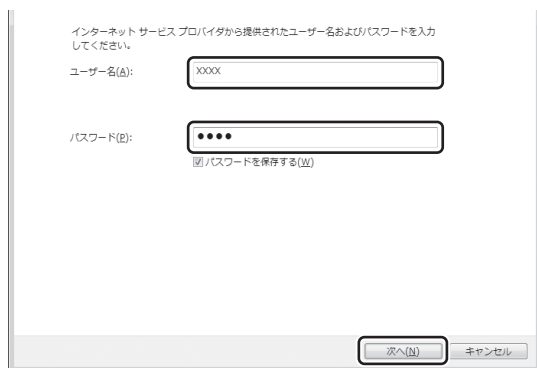 インターネット サービス プロバイダから提供されたユーザー名およびパスワードを入力
してください。
ユーザー名(A):
XXXX
パスワード(P):
●●●●
パスワードを保存する(W)
次へ(N)
キャンセル